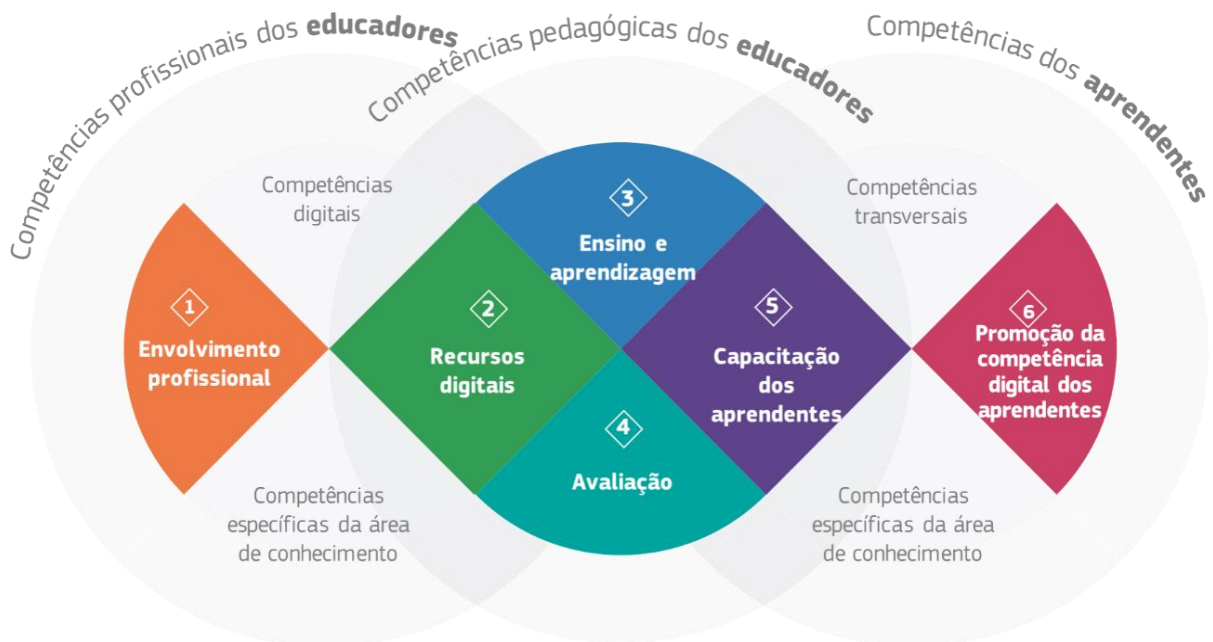 Competências profissionais dos educadores
Competências pedagógicas dos educadores
Competências dos aprendentes
Competências
digitais
Competências
transversais
1
Envolvimento
profissional
2
Recursos
digitais
3
Ensino e
aprendizagem
4
Avaliação
5
Capacitação
dos
aprendentes
6
Promoção da
competência
digital dos
aprendentes
Competências
específicas da área
de conhecimento
Competências
específicas da área
de conhecimento